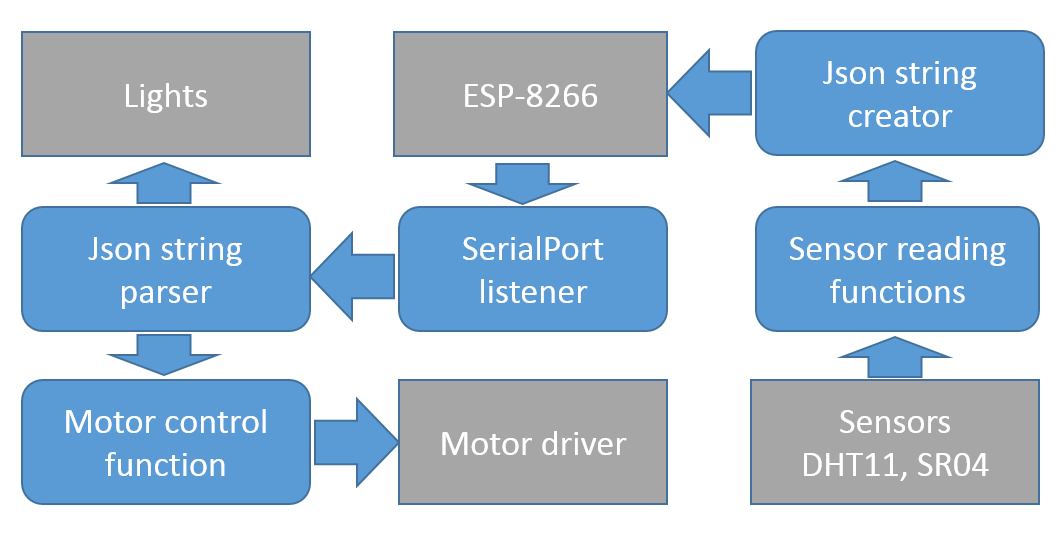 Lights
ESP-8266
Json string
creator
Json string
parser
SerialPort
listener
Sensor reading
functions
Motor control
function
Motor driver
Sensors
DHT11, SR04